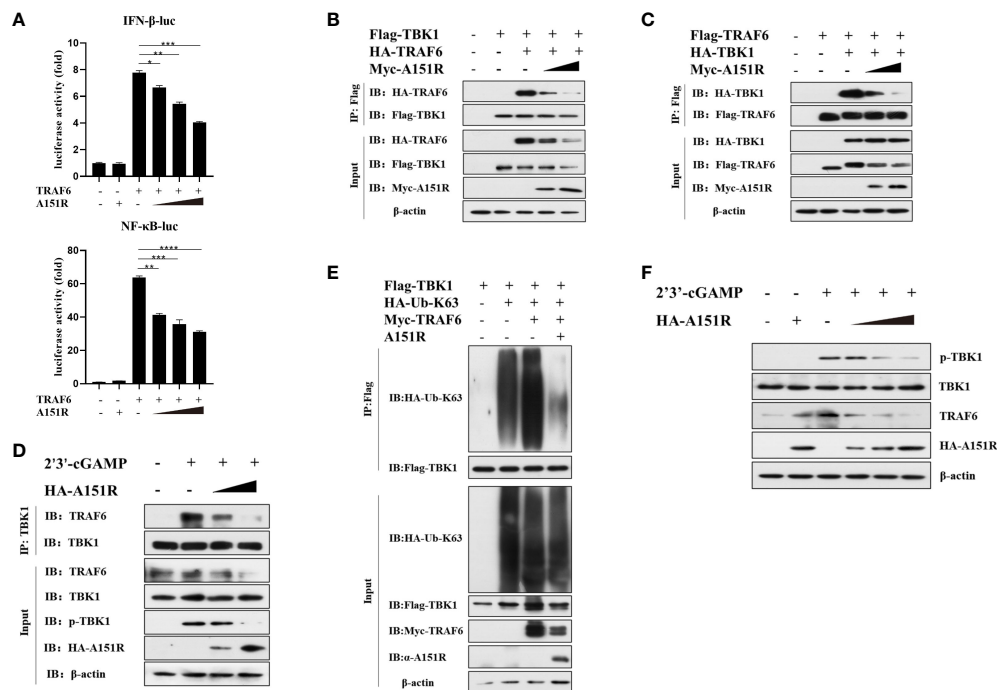 A
IFN-β-luc
luciferase activity (fold)
10
8
6
4
2
0
*
**
***
TRAF6 - - + + + +
A151R - + -
NF-κB-luc
luciferase activity (fold)
80
60
40
20
0
**
***
****
TRAF6 - - + + + +
A151R - + -
B
Flag-TBK1 - + + + +
HA-TRAF6 - - + + +
Myc-A151R - - -
IP: Flag
IB: HA-TRAF6
IB: Flag-TBK1
Input
IB: HA-TRAF6
IB: Flag-TBK1
IB: Myc-A151R
β-actin
C
Flag-TRAF6 - + + + +
HA-TBK1 - - + + +
Myc-A151R - - -
IP: Flag
IB: HA-TBK1
IB: Flag-TRAF6
Input
IB: HA-TBK1
IB: Flag-TRAF6
IB: Myc-A151R
β-actin
D
2'3'-cGAMP - + + +
HA-A151R - -
IP: TBK1
IB: TRAF6
IB: TBK1
Input
IB: TRAF6
IB: TBK1
IB: p-TBK1
IB: HA-A151R
IB: β-actin
E
Flag-TBK1 + + + +
HA-Ub-K63 - + + +
Myc-TRAF6 - - + +
A151R - - - +
IP:Flag
IB:HA-Ub-K63
IB:Flag-TBK1
Input
IB:HA-Ub-K63
IB:Flag-TBK1
IB:Myc-TRAF6
IB:α-A151R
β-actin
F
2'3'-cGAMP - - + + + +
HA-A151R - + -
p-TBK1
TBK1
TRAF6
HA-A151R
β-actin